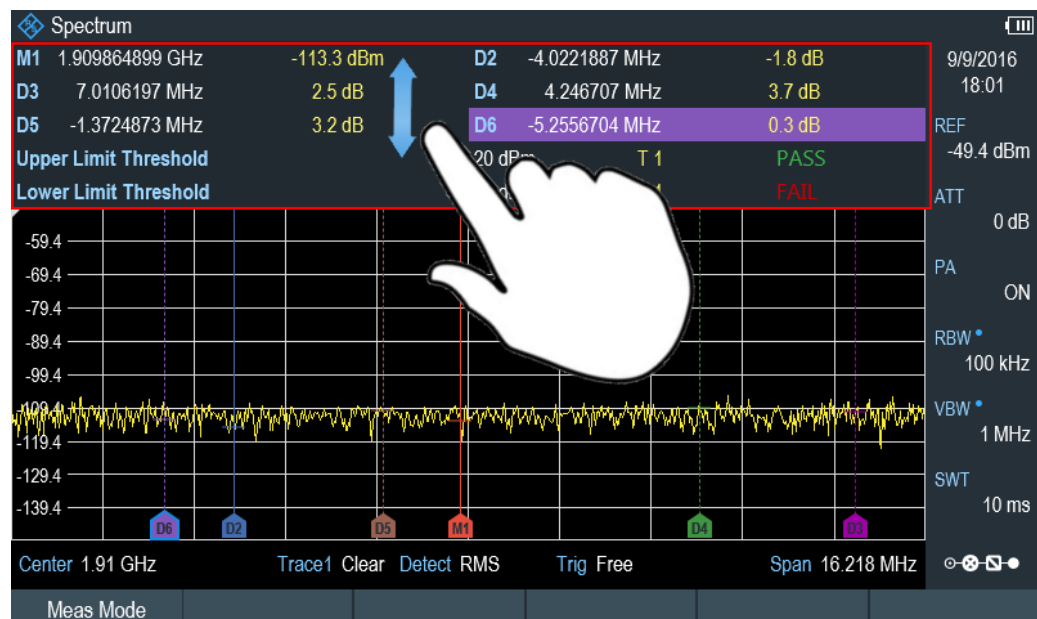 Spectrum
M1 1.909864899 GHz -113.3 dBm D2 -4.0221887 MHz -1.8 dB
D3 7.0106197 MHz 2.5 dB D4 4.246707 MHz 3.7 dB
D5 -1.3724873 MHz 3.2 dB D6 -5.2556704 MHz 0.3 dB
Upper Limit Threshold 20 dBm T 1 PASS
Lower Limit Threshold FAIL
9/9/2016
18:01
REF
-49.4 dBm
ATT
0 dB
PA
ON
RBW
100 kHz
VBW
1 MHz
SWT
10 ms
-59.4
-69.4
-79.4
-89.4
-99.4
-109.4
-119.4
-129.4
-139.4
D6 D2 D5 M1 D4 D3
Center 1.91 GHz Trace1 Clear Detect RMS Trig Free Span 16.218 MHz
Meas Mode